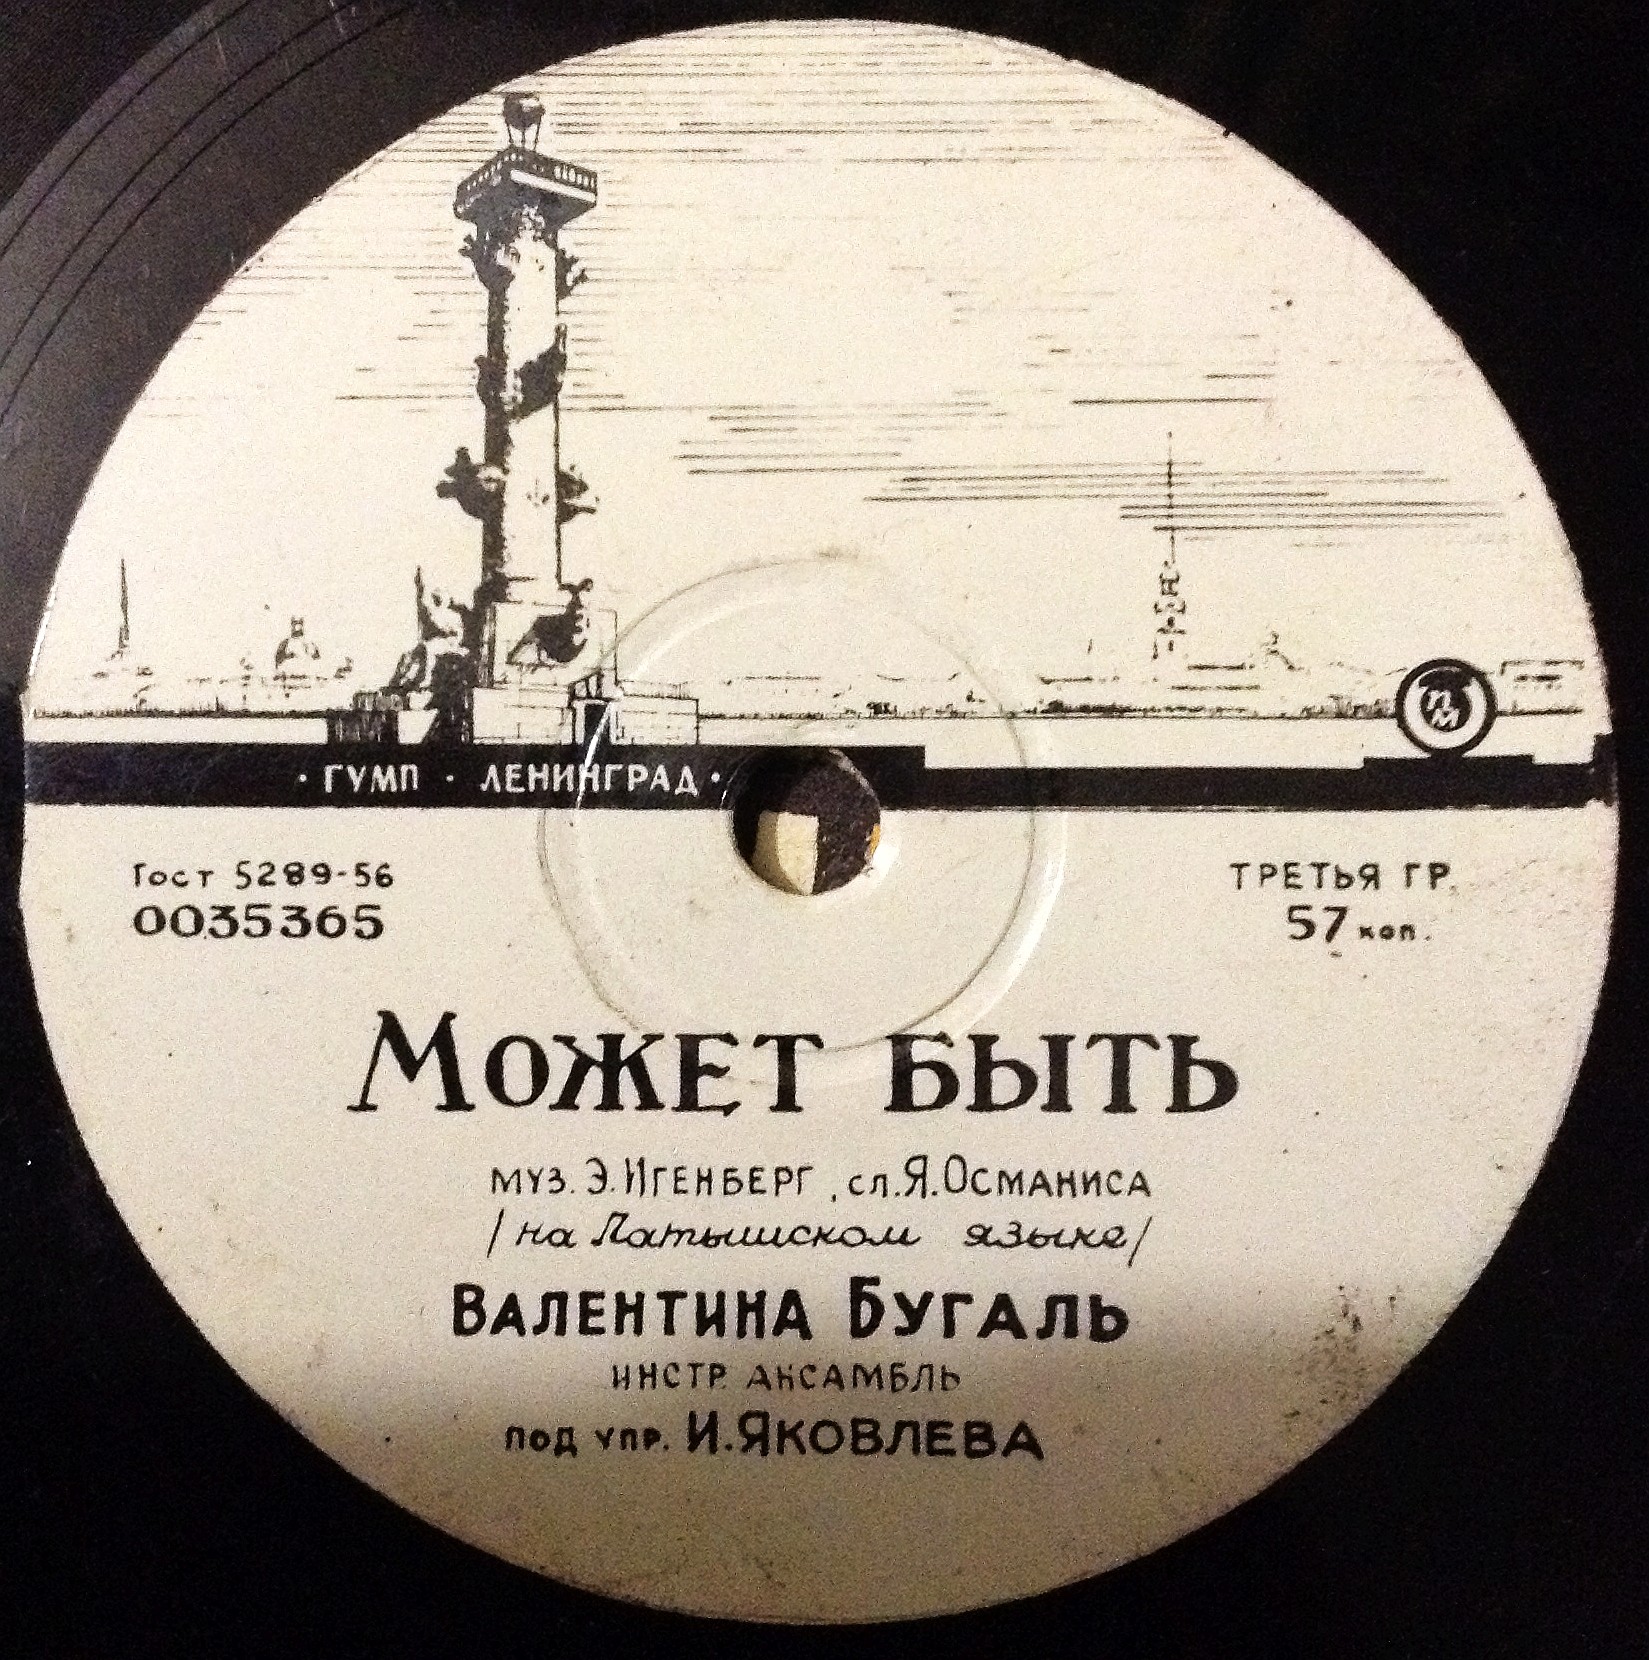 · ГУМП · ЛЕНИНГРАД ·
Гост 5289-56
0035365
ТРЕТЬЯ ГР.
57 коп.
МОЖЕТ БЫТЬ
муз. Э. ИГЕНБЕРГ, сл. Я. ОСМАНИСА
/на Латышском языке/
ВАЛЕНТИНА БУГАЛЬ
ИНСТР. АНСАМБЛЬ
под упр. И. ЯКОВЛЕВА